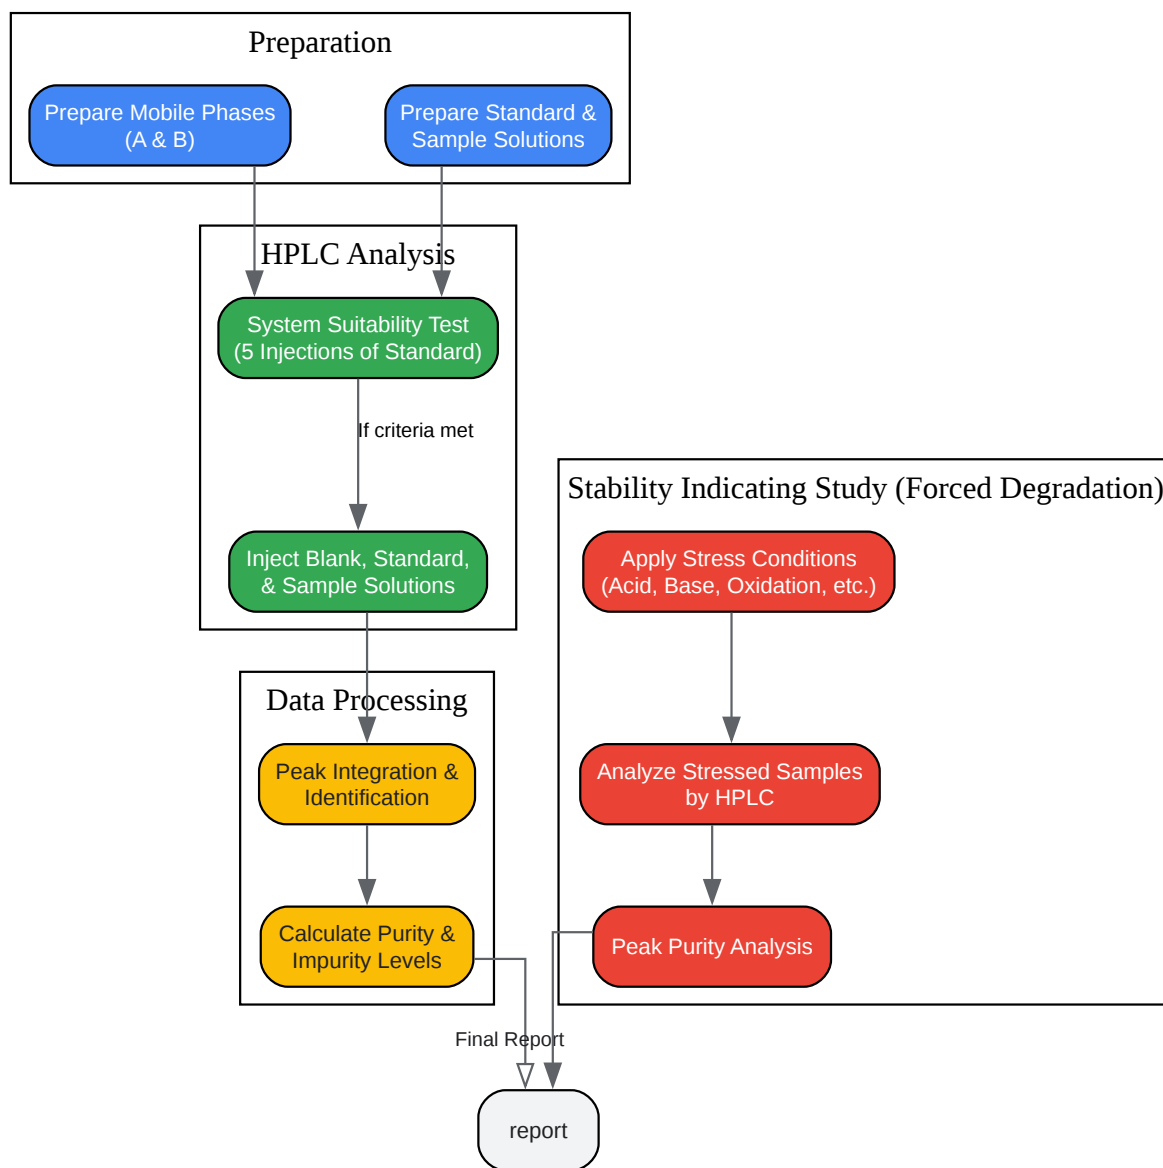 Preparation
Prepare Mobile Phases
(A & B)
Prepare Standard &
Sample Solutions
HPLC Analysis
System Suitability Test
(5 Injections of Standard)
If criteria met
Inject Blank, Standard,
& Sample Solutions
Stability Indicating Study (Forced Degradation)
Apply Stress Conditions
(Acid, Base, Oxidation, etc.)
Data Processing
Peak Integration &
Identification
Analyze Stressed Samples
by HPLC
Calculate Purity &
Impurity Levels
Peak Purity Analysis
Final Report
report